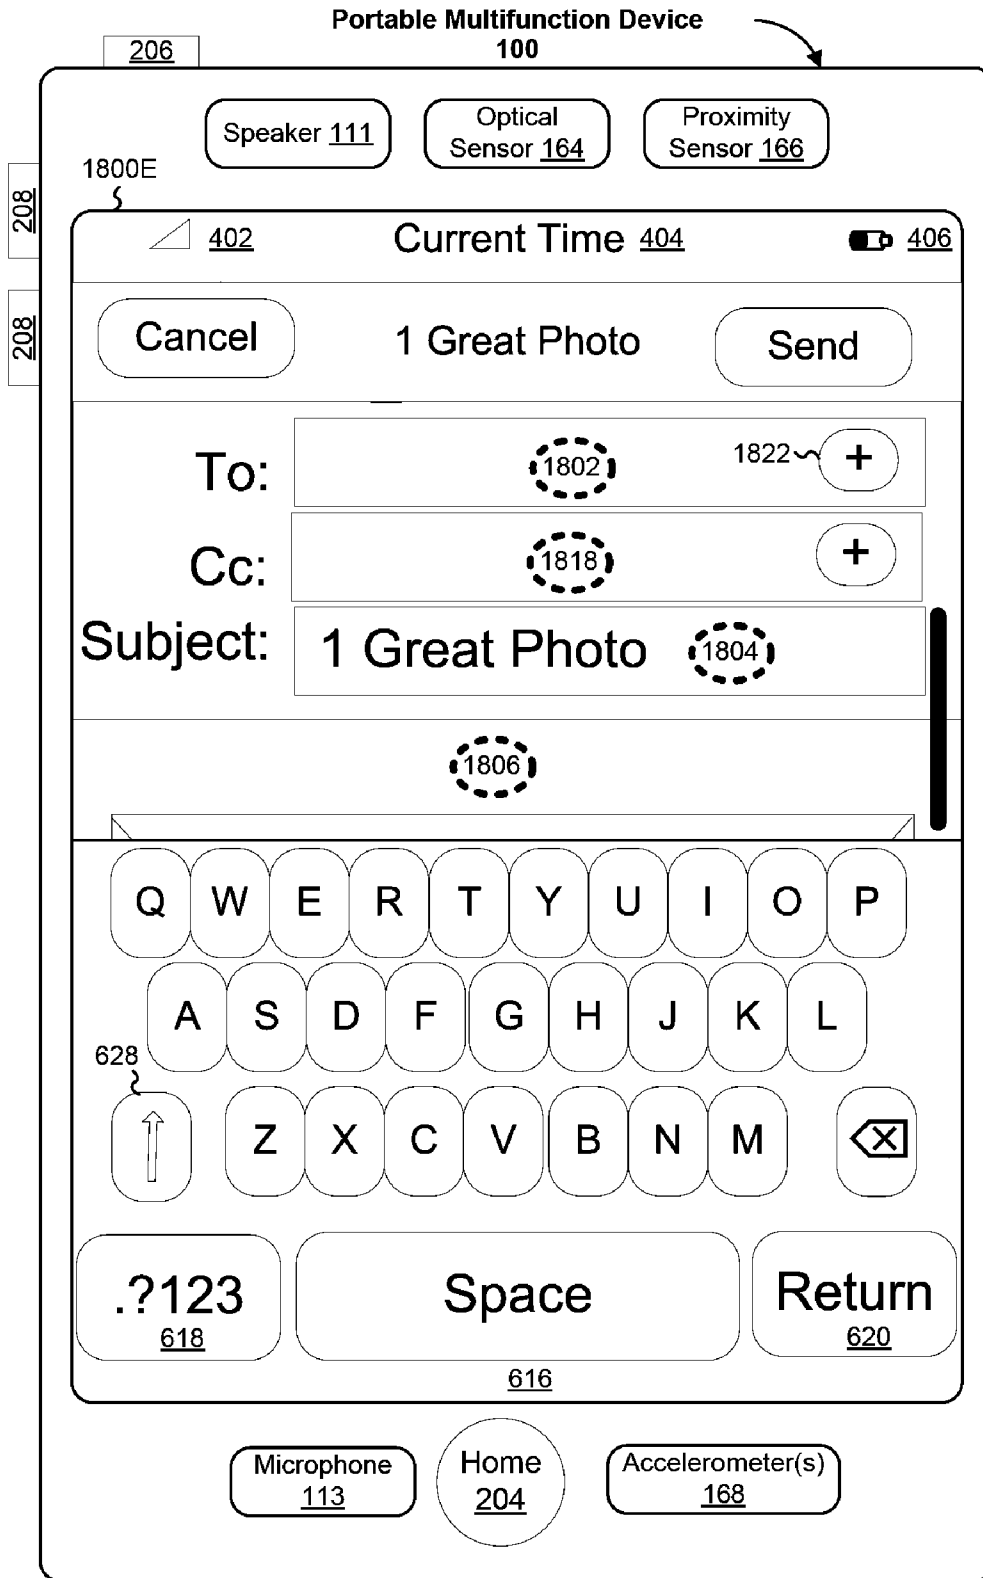 Portable Multifunction Device
100
206
Speaker 111
Optical
Sensor 164
Proximity
Sensor 166
1800E
208
208
402
Current Time 404
406
Cancel
1 Great Photo
Send
To:
1802
1822
+
Cc:
1818
+
Subject:
1 Great Photo
1804
1806
Q W E R T Y U I O P
A S D F G H J K L
628
Z X C V B N M
.?123
618
Space
Return
620
616
Microphone
113
Home
204
Accelerometer(s)
168